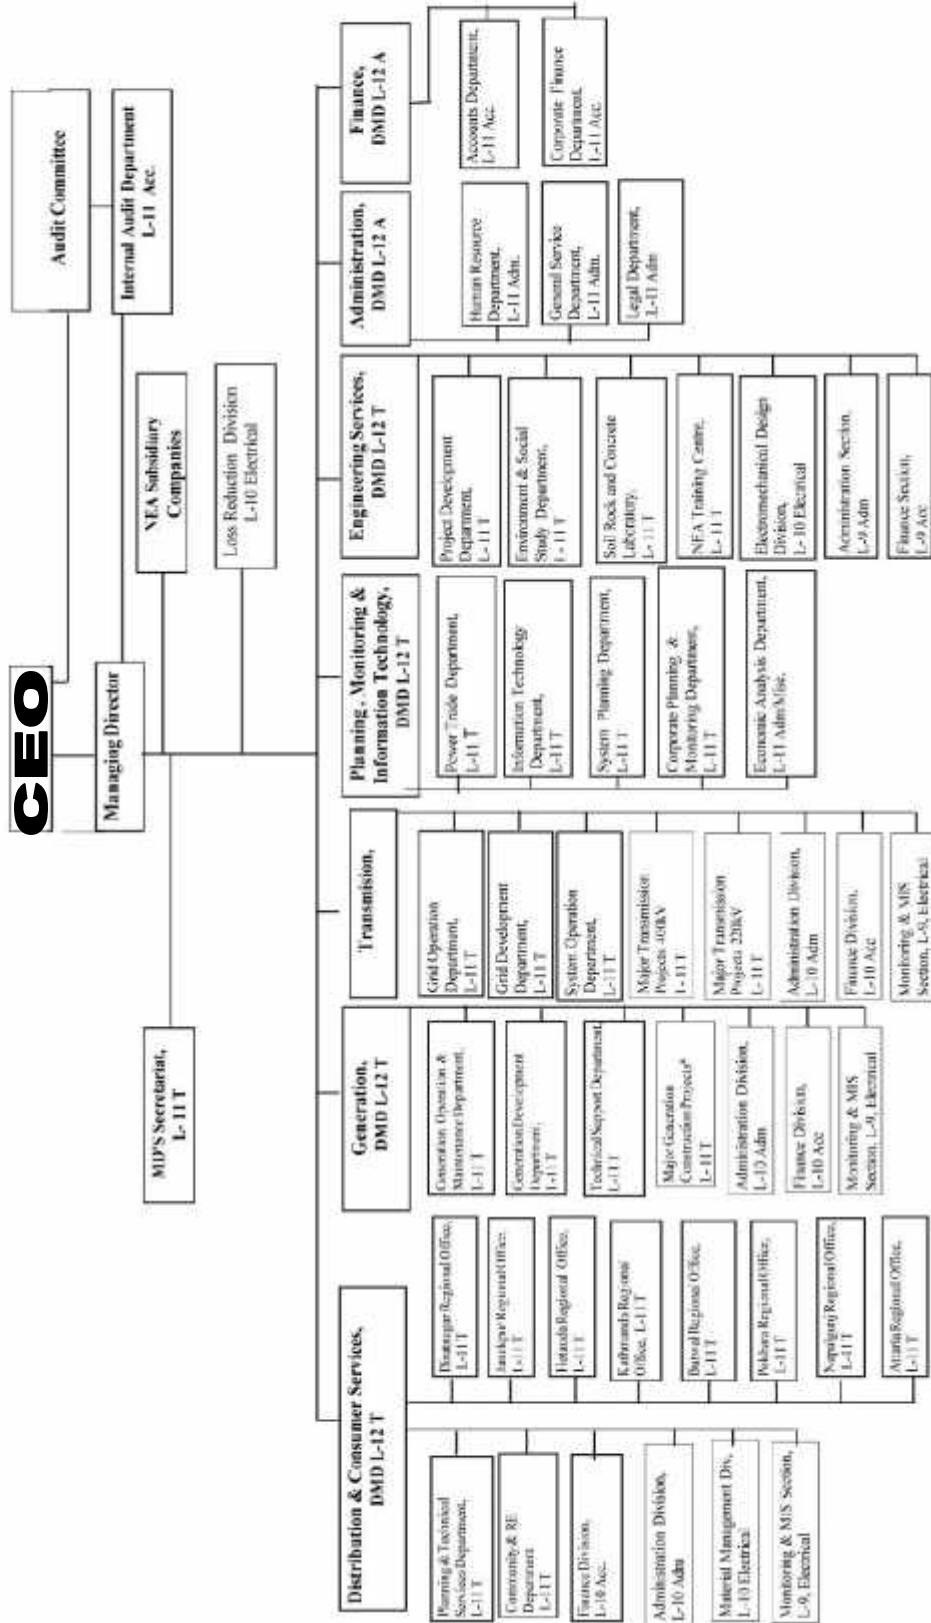 CEO
Audit Committee
Managing Director
Internal Audit Department
L-11 Acc.
NEA Subsidiary
Companies
MD'S Secretariat,
L- 11 T
Loss Reduction Division
L-10 Electrical
Distribution & Consumer Services,
DMD L-12 T
Generation,
DMD L-12 T
Transmision,
Planning , Monitoring &
Information Technology,
DMD L-12 T
Engineering Services,
DMD L-12 T
Administration,
DMD L-12 A
Finance,
DMD L-12 A
Planning & Technical
Services Department,
L-11 T
Community & RE
Department
L-11 T
Finance Division,
L-10 Acc.
Administration Division,
L-10 Adm
Material Management Div,
L-10 Electrical
Monitoring & MIS Section,
L-9, Electrical
Biratnagar Regional Office,
L-11 T
Janakpur Regional Office,
L-11 T
Hetauda Regional Office,
L-11 T
Kathmandu Regional
Office, L-11 T
Butwal Regional Office,
L-11 T
Pokhara Regional Office,
L-11 T
Nepalgunj Regional Office,
L-11 T
Attaria Regional Office,
L-11 T
Generation Operation &
Maintenance Department,
L-11 T
Generation Development
Department,
L-11 T
Technical Support Department,
L-11 T
Major Generation
Construction Projects*
L-11 T
Administration Division,
L-10 Adm
Finance Division,
L-10 Acc
Monitoring & MIS
Section, L-9, Electrical
Grid Operation
Department,
L-11 T
Grid Development
Department,
L-11 T
System Operation
Department,
L-11 T
Major Transmission
Projects 400kV
L-11 T
Major Transmission
Projects 220kV
L-11 T
Administration Division,
L-10 Adm
Finance Division,
L-10 Acc
Monitoring & MIS
Section, L-9, Electrical
Power Trade Department,
L-11 T
Information Technology
Department,
L-11 T
System Planning Department,
L-11 T
Corporate Planning &
Monitoring Department,
L-11 T
Economic Analysis Department,
L-11 Adm/Misc.
Project Development
Department,
L- 11 T
Environment & Social
Study Department,
L-11 T
Soil Rock and Concrete
Laboratory,
L- 11 T
NEA Training Centre,
L- 11 T
Electromechanical Design
Division,
L- 10 Electrical
Administration Section,
L-9 Adm
Finance Section,
L-9 Acc
Human Resource
Department,
L-11 Adm.
General Service
Department,
L-11 Adm.
Legal Department,
L-11 Adm
Accounts Department,
L-11 Acc.
Corporate Finance
Department,
L-11 Acc.